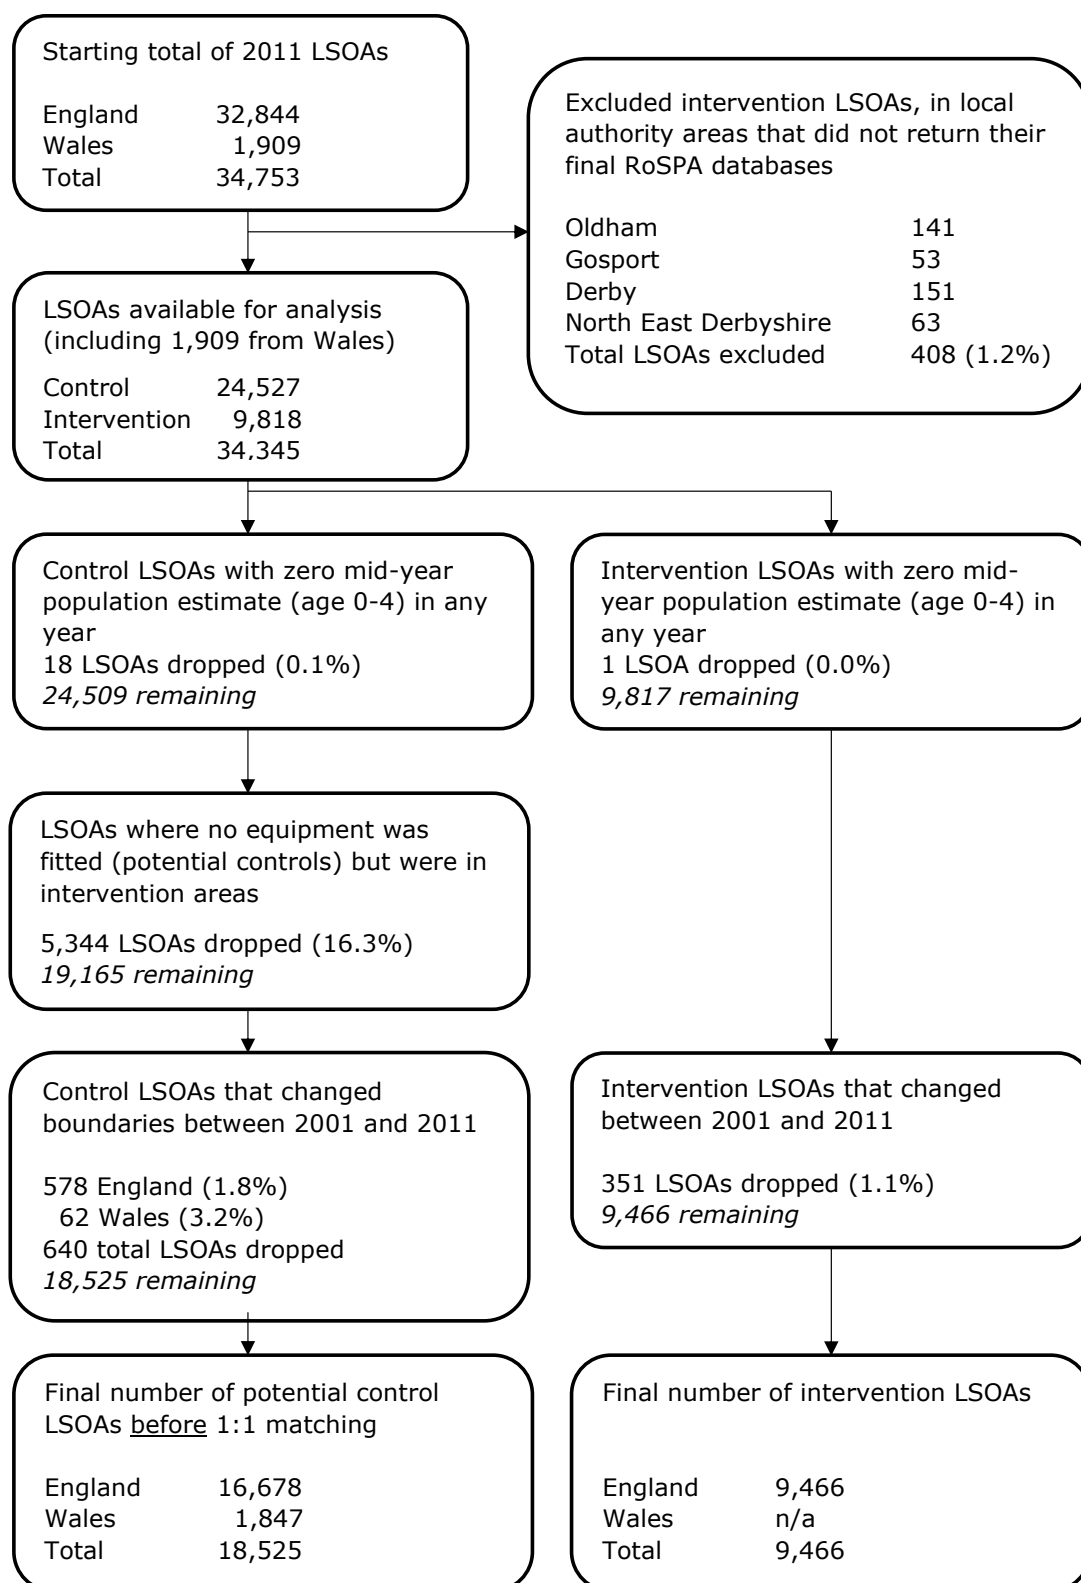 Starting total of 2011 LSOAs
England 32,844
Wales 1,909
Total 34,753
Excluded intervention LSOAs, in local
authority areas that did not return their
final RoSPA databases
Oldham 141
Gosport 53
Derby 151
North East Derbyshire 63
Total LSOAs excluded 408 (1.2%)
LSOAs available for analysis
(including 1,909 from Wales)
Control 24,527
Intervention 9,818
Total 34,345
Control LSOAs with zero mid-year
population estimate (age 0-4) in any
year
18 LSOAs dropped (0.1%)
24,509 remaining
Intervention LSOAs with zero mid-
year population estimate (age 0-4) in
any year
1 LSOA dropped (0.0%)
9,817 remaining
LSOAs where no equipment was
fitted (potential controls) but were in
intervention areas
5,344 LSOAs dropped (16.3%)
19,165 remaining
Control LSOAs that changed
boundaries between 2001 and 2011
578 England (1.8%)
62 Wales (3.2%)
640 total LSOAs dropped
18,525 remaining
Intervention LSOAs that changed
between 2001 and 2011
351 LSOAs dropped (1.1%)
9,466 remaining
Final number of potential control
LSOAs before 1:1 matching
England 16,678
Wales 1,847
Total 18,525
Final number of intervention LSOAs
England 9,466
Wales n/a
Total 9,466